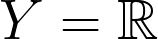 Y = ℝ